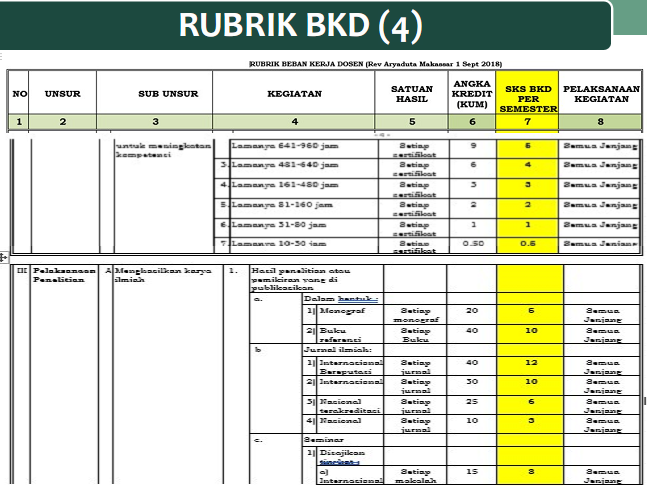 RUBRIK BKD (4)
RUBRIK BEBAN KERJA DOSEN (Rev Aryaduta Makassar 1 Sept 2018)
NO UNSUR SUB UNSUR KEGIATAN SATUAN HASIL ANGKA KREDIT (KUM) SKS BKD PER SEMESTER PELAKSANAAN KEGIATAN
1 2 3 4 5 6 7 8
untuk meningkatan kompetensi Lamanya 641-960 jam Setiap sertifikat 9 Semua Jenjang
3. Lamanya 481-640 jam Setiap sertifikat 6 4 Semua Jenjang
4. Lamanya 161-480 jam Setiap sertifikat 3 3 Semua Jenjang
5. Lamanya 81-160 jam Setiap sertifikat 2 2 Semua Jenjang
6. Lamanya 31-80 jam Setiap sertifikat 1 1 Semua Jenjang
7. Lamanya 10-30 jam Setiap sertifikat 0.50 0.5 Semua Jenjang
III Pelaksanaan Penelitian A Menghasilkan karya ilmiah 1. Hasil penelitian atau pemikiran yang di publikasikan
a. Dalam bentuk :
1) Monograf Setiap monograf 20 Semua Jenjang
2) Buku referensi Setiap Buku 40 10 Semua Jenjang
b Jurnal ilmiah:
1) Internasional Bereputasi Setiap jurnal 40 12 Semua Jenjang
2) Internasional Setiap jurnal 30 10 Semua Jenjang
3) Nasional terakreditasi Setiap jurnal 25 6 Semua Jenjang
4) Nasional Setiap jurnal 10 3 Semua Jenjang
c. Seminar
1) Disajikan
a) Internasional Setiap makalah 15 8 Semua Jenjang